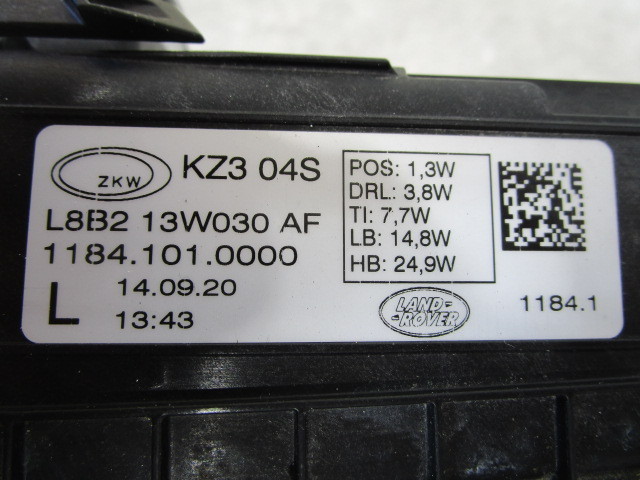 ZKW
KZ3 04S
L8B2 13W030 AF
1184.101.0000
L
14.09.20
13:43
POS: 1,3W
DRL: 3,8W
TI: 7,7W
LB: 14,8W
HB: 24,9W
LAND-
-ROVER
1184.1